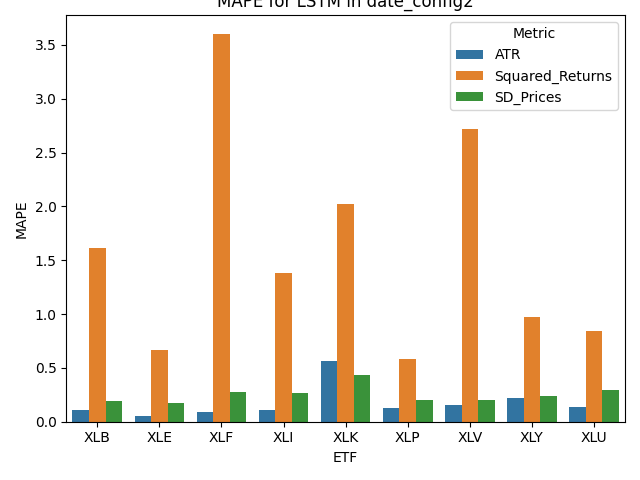 MAPE for LSTM in date_config2
Metric
ATR
Squared_Returns
SD_Prices
MAPE
3.5
3.0
2.5
2.0
1.5
1.0
0.5
0.0
XLB XLE XLF XLI XLK XLP XLV XLY XLU
ETF